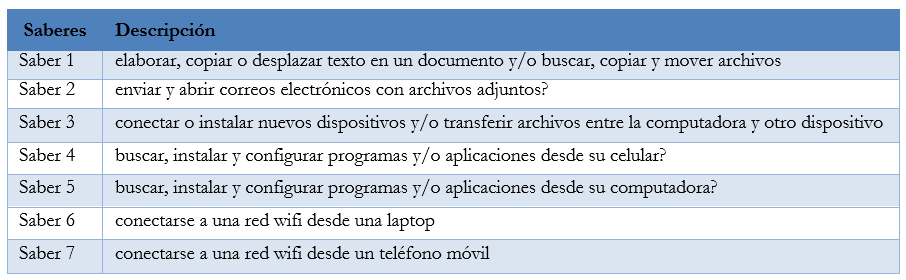 Saberes Descripción
Saber 1 elaborar, copiar o desplazar texto en un documento y/o buscar, copiar y mover archivos
Saber 2 enviar y abrir correos electrónicos con archivos adjuntos?
Saber 3 conectar o instalar nuevos dispositivos y/o transferir archivos entre la computadora y otro dispositivo
Saber 4 buscar, instalar y configurar programas y/o aplicaciones desde su celular?
Saber 5 buscar, instalar y configurar programas y/o aplicaciones desde su computadora?
Saber 6 conectarse a una red wifi desde una laptop
Saber 7 conectarse a una red wifi desde un teléfono móvil